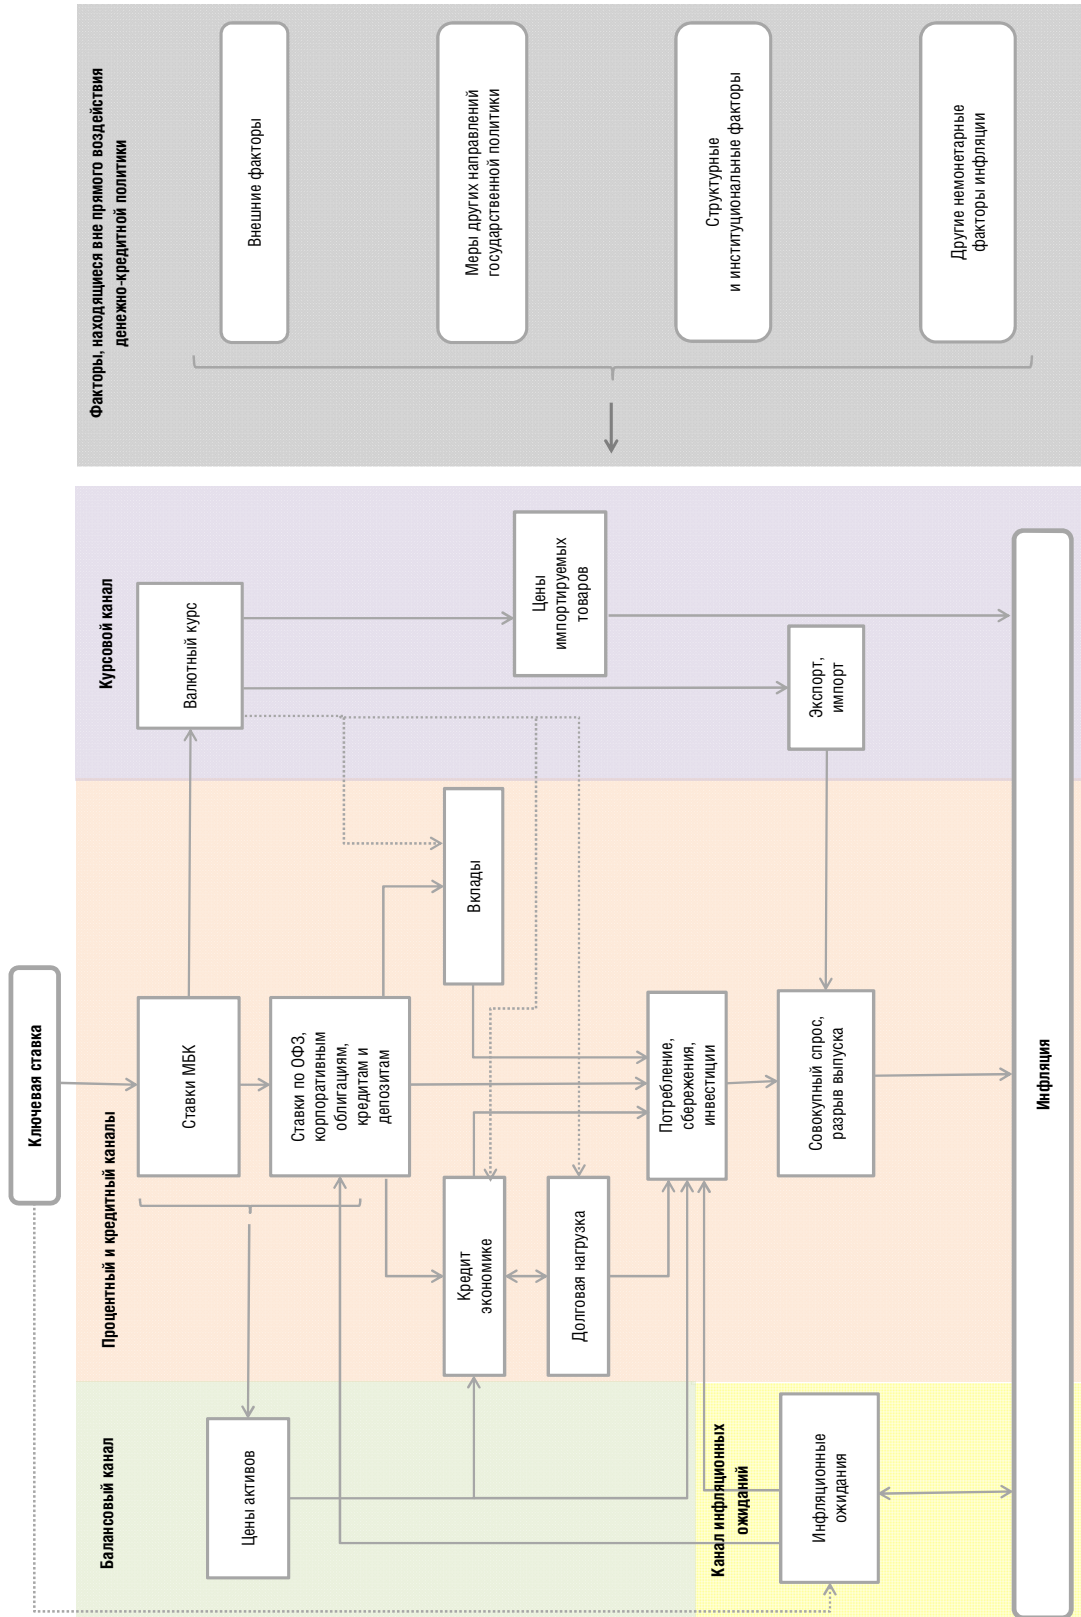 Ключевая ставка
Балансовый канал
Процентный и кредитный каналы
Курсовой канал
Факторы, находящиеся вне прямого воздействия
денежно-кредитной политики
Цены активов
Ставки МБК
Валютный курс
Внешние факторы
Ставки по ОФЗ,
корпоративным
облигациям,
кредитам и
депозитам
Меры других направлений
государственной политики
Кредит
экономике
Вклады
Цены
импортируемых
товаров
Долговая нагрузка
Структурные
и институциональные факторы
Потребление,
сбережения,
инвестиции
Канал инфляционных
ожиданий
Инфляционные
ожидания
Совокупный спрос,
разрыв выпуска
Экспорт,
импорт
Другие немонетарные
факторы инфляции
Инфляция